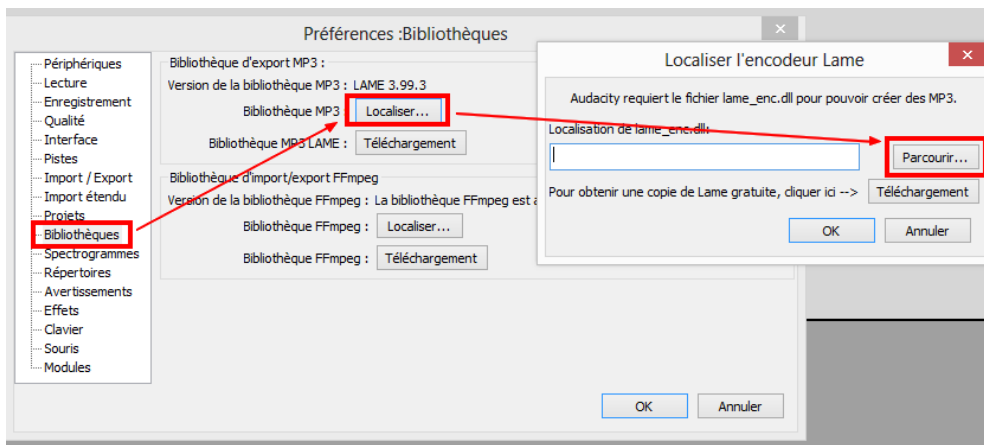 Préférences :Bibliothèques
Périphériques
Lecture
Enregistrement
Qualité
Interface
Pistes
Import / Export
Import étendu
Projets
Bibliothèques
Spectrogrammes
Répertoires
Avertissements
Effets
Clavier
Souris
Modules
Bibliothèque d'export MP3 :
Version de la bibliothèque MP3 : LAME 3.99.3
Bibliothèque MP3 Localiser...
Bibliothèque MP3 LAME : Téléchargement
Bibliothèque d'import/export FFmpeg
Version de la bibliothèque FFmpeg : La bibliothèque FFmpeg est
Bibliothèque FFmpeg : Localiser...
Bibliothèque FFmpeg : Téléchargement
OK Annuler
Localiser l'encodeur Lame
Audacity requiert le fichier lame_enc.dll pour pouvoir créer des MP3.
Localisation de lame_enc.dll:
Parcourir...
Pour obtenir une copie de Lame gratuite, cliquer ici --> Téléchargement
OK Annuler